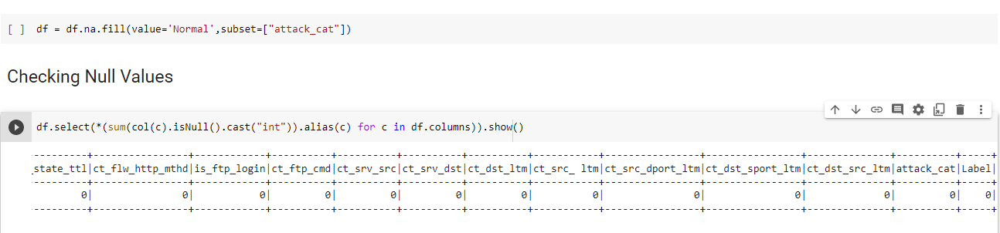 [ ] df = df.na.fill(value='Normal',subset=["attack_cat"])
Checking Null Values
df.select(*(sum(col(c).isNull().cast("int")).alias(c) for c in df.columns)).show()
----------+----------------+------------+----------+----------+----------+----------+-----------+----------------+----------------+--------------+----------+-----+
_state_ttl|ct_flw_http_mthd|is_ftp_login|ct_ftp_cmd|ct_srv_src|ct_srv_dst|ct_dst_ltm|ct_src_ ltm|ct_src_dport_ltm|ct_dst_sport_ltm|ct_dst_src_ltm|attack_cat|Label|
----------+----------------+------------+----------+----------+----------+----------+-----------+----------------+----------------+--------------+----------+-----+
         0|               0|           0|         0|         0|         0|         0|          0|               0|               0|             0|         0|    0|
----------+----------------+------------+----------+----------+----------+----------+-----------+----------------+----------------+--------------+----------+-----+